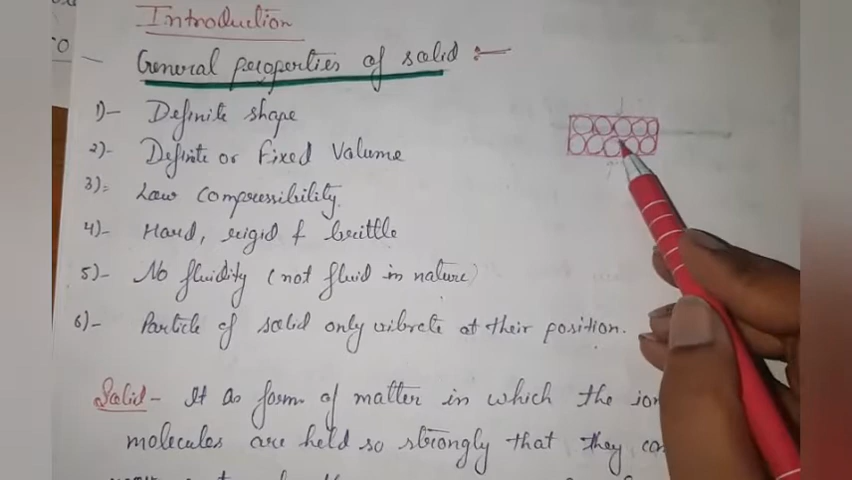 Introduction
General properties of solid :-
1)- Definite shape
2)- Definite or Fixed Volume
3)- Low Compressibility.
4)- Hard, rigid & brittle
5)- No fluidity (not fluid in nature)
6)- Particle of solid only vibrate at their position.
Solid- It is form of matter in which the
molecules are held so strongly that they